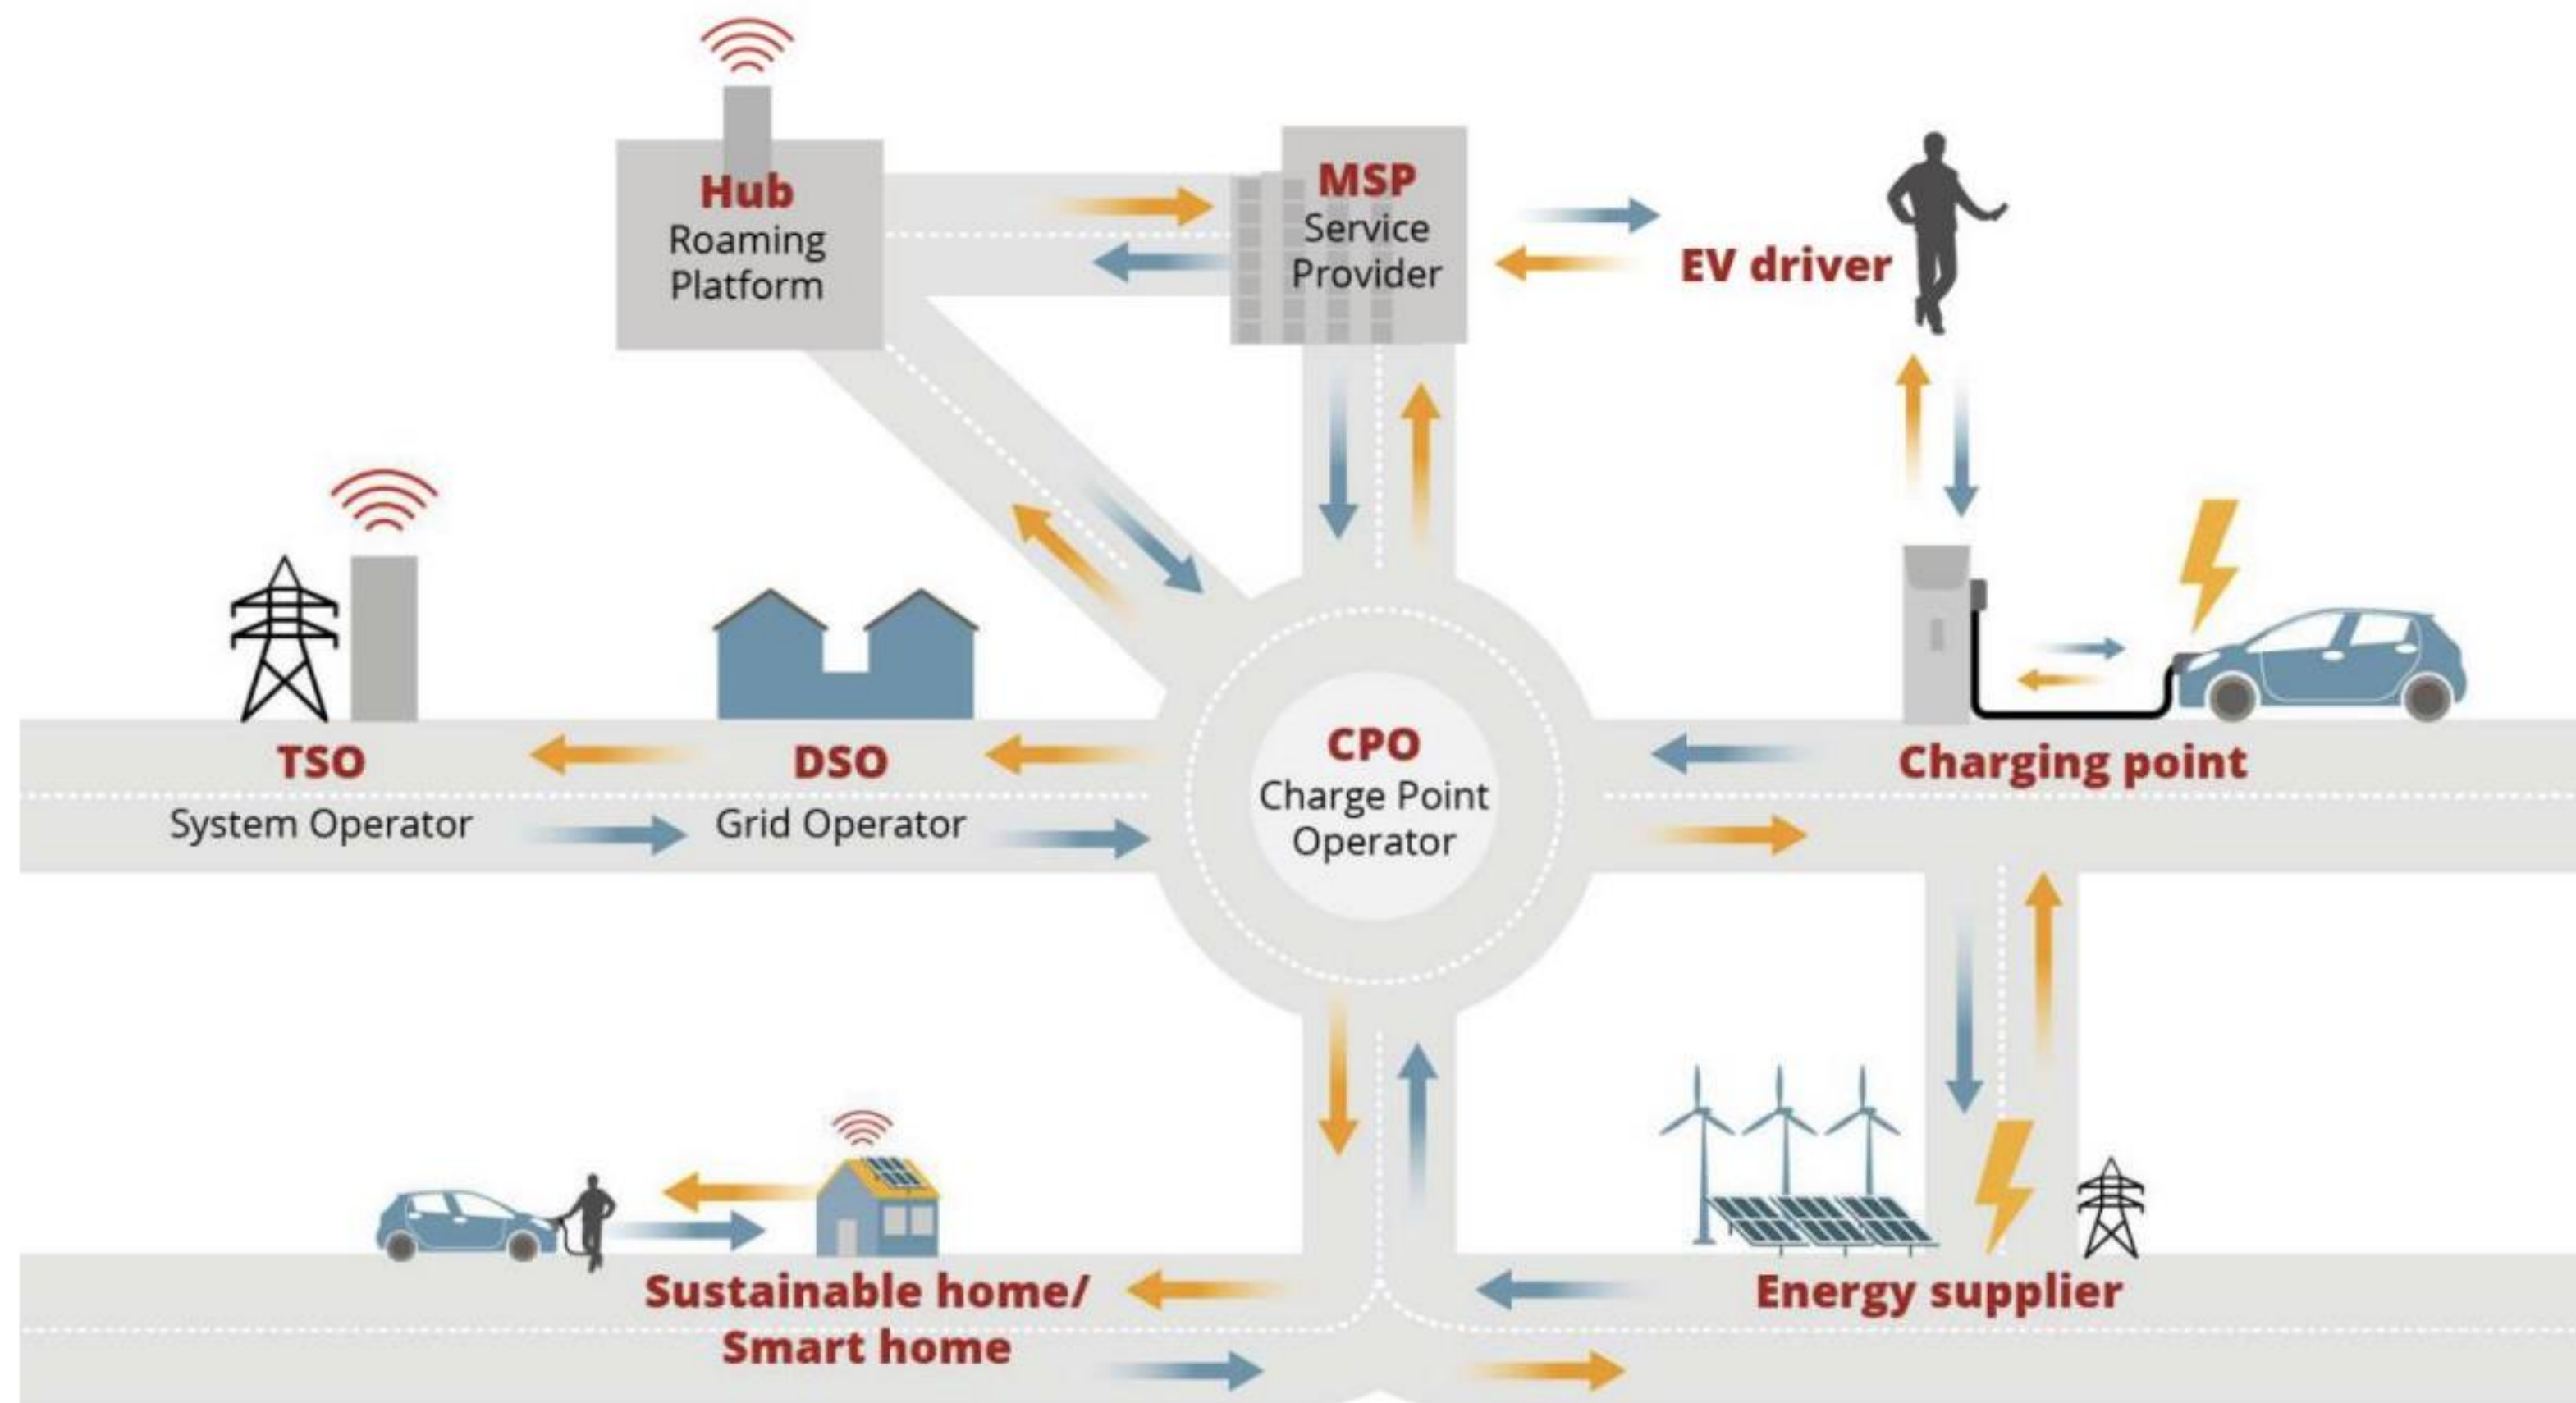 Hub
Roaming
Platform
MSP
Service
Provider
EV driver
TSO
System Operator
DSO
Grid Operator
CPO
Charge Point
Operator
Charging point
Sustainable home/
Smart home
Energy supplier